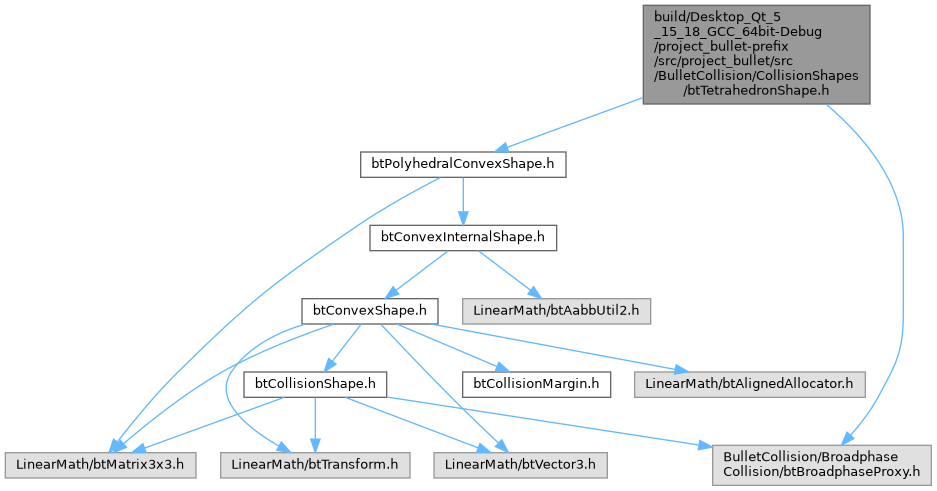 build/Desktop_Qt_5
_15_18_GCC_64bit-Debug
/project_bullet-prefix
/src/project_bullet/src
/BulletCollision/CollisionShapes
/btTetrahedronShape.h
btPolyhedralConvexShape.h
btConvexInternalShape.h
btConvexShape.h
LinearMath/btAabbUtil2.h
btCollisionShape.h
btCollisionMargin.h
LinearMath/btAlignedAllocator.h
LinearMath/btMatrix3x3.h
LinearMath/btTransform.h
LinearMath/btVector3.h
BulletCollision/Broadphase
Collision/btBroadphaseProxy.h